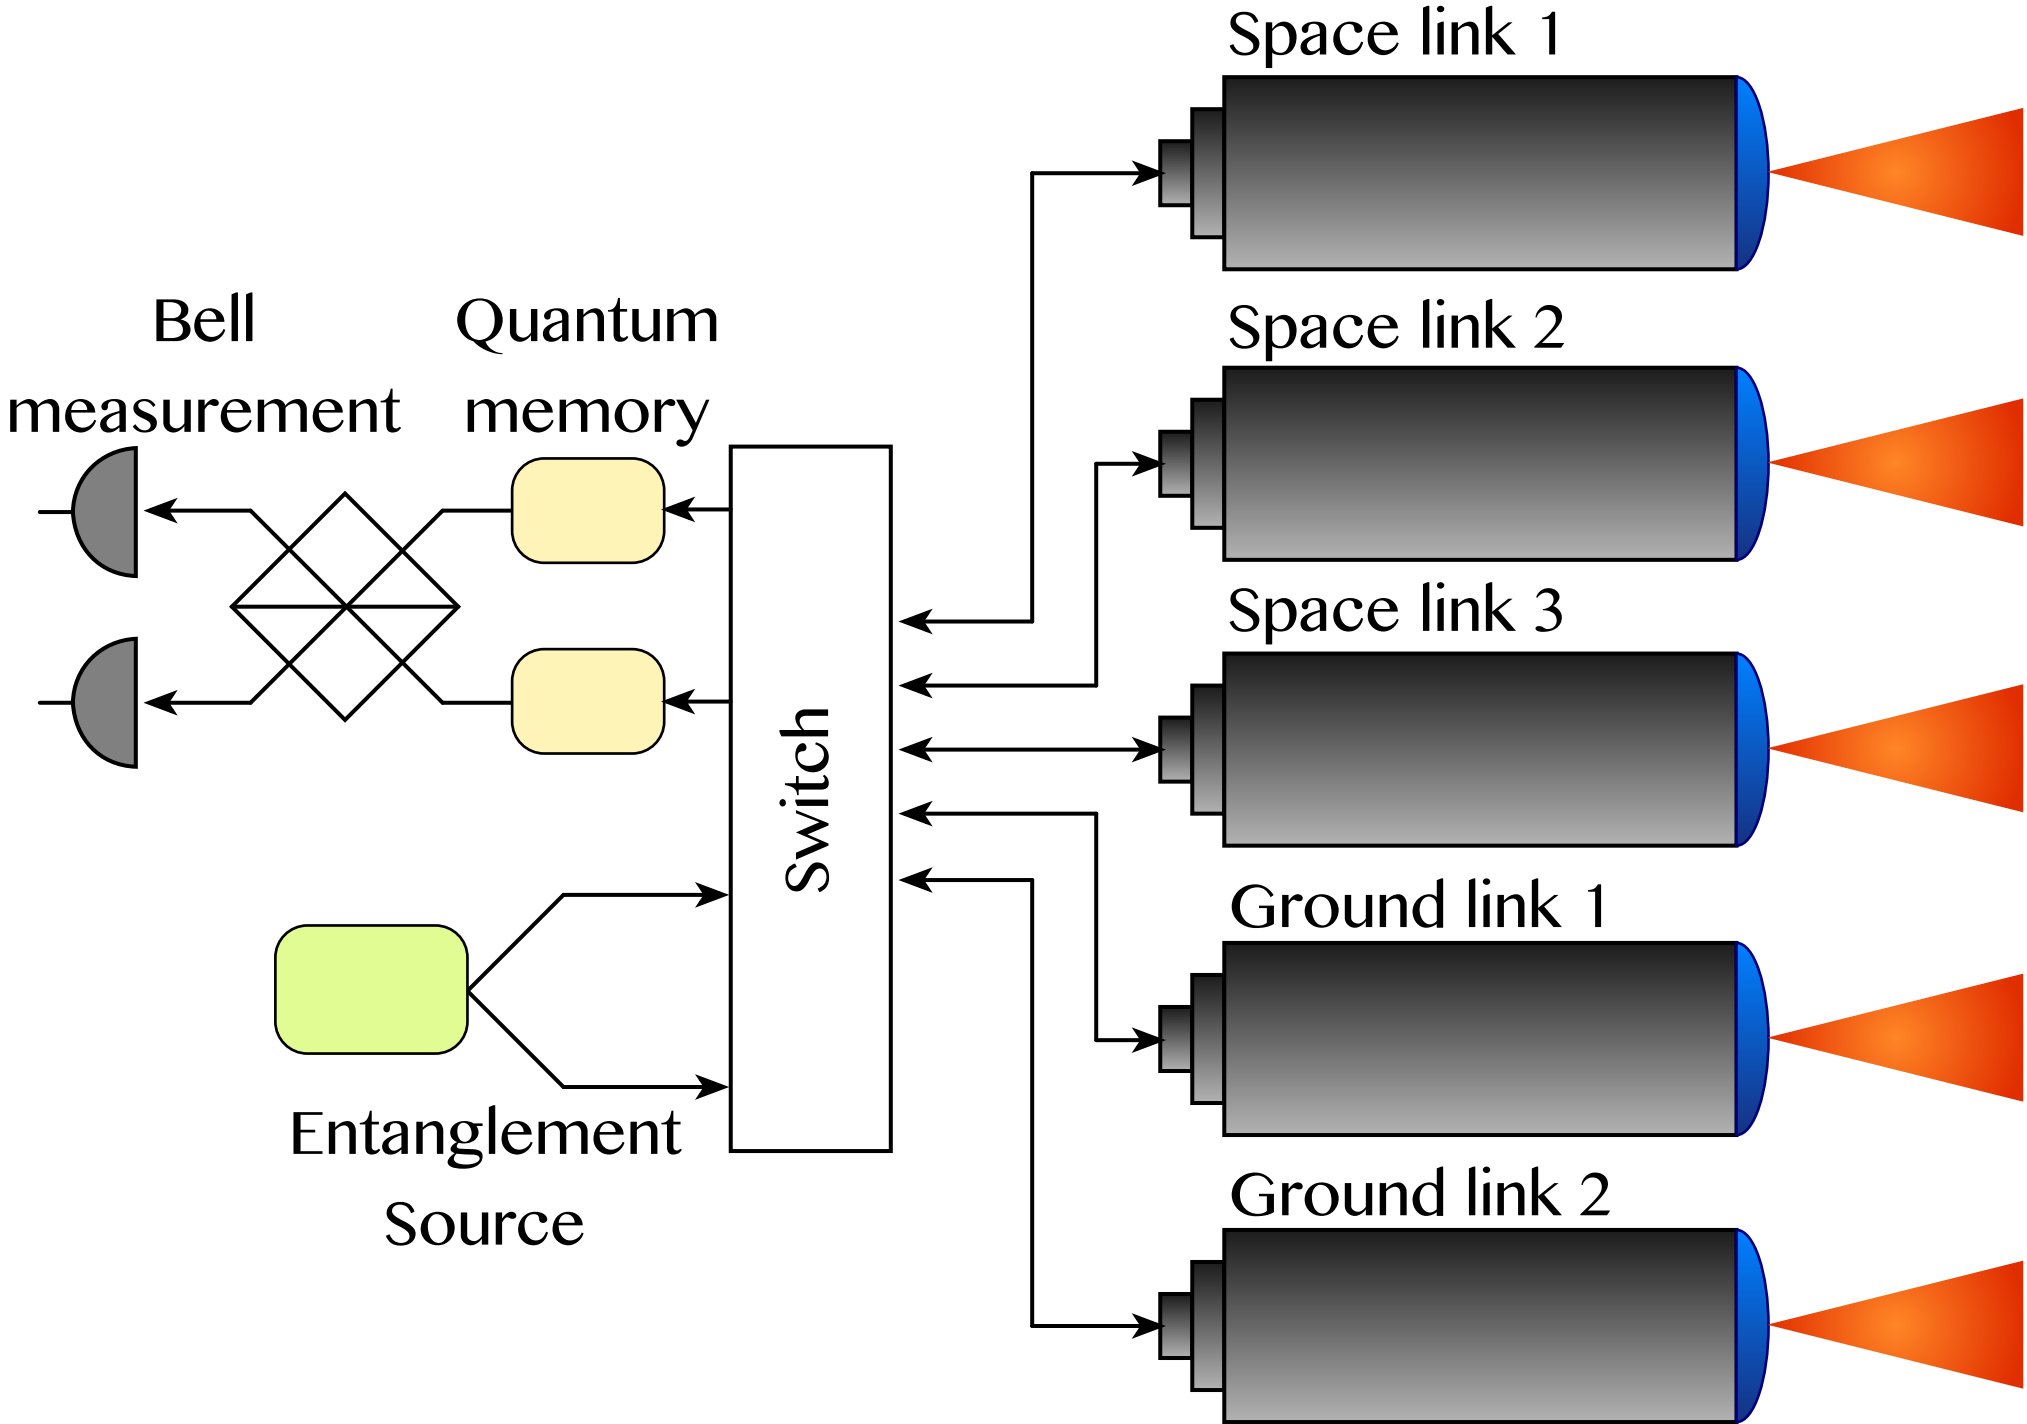 Space link 1
Space link 2
Bell
measurement
Quantum
memory
Space link 3
Switch
Ground link 1
Entanglement
Source
Ground link 2